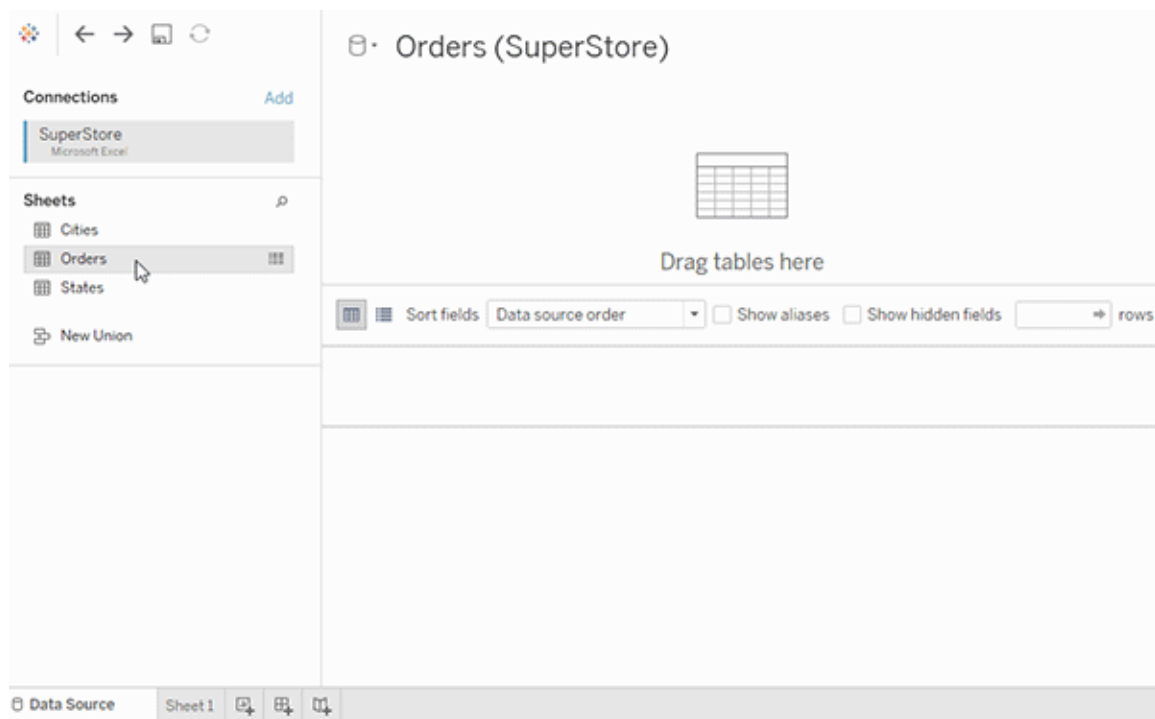 Orders (SuperStore)
Connections Add
SuperStore
Microsoft Excel
Sheets
Cities
Orders
States
New Union
Drag tables here
Sort fields Data source order Show aliases Show hidden fields rows
Data Source Sheet 1